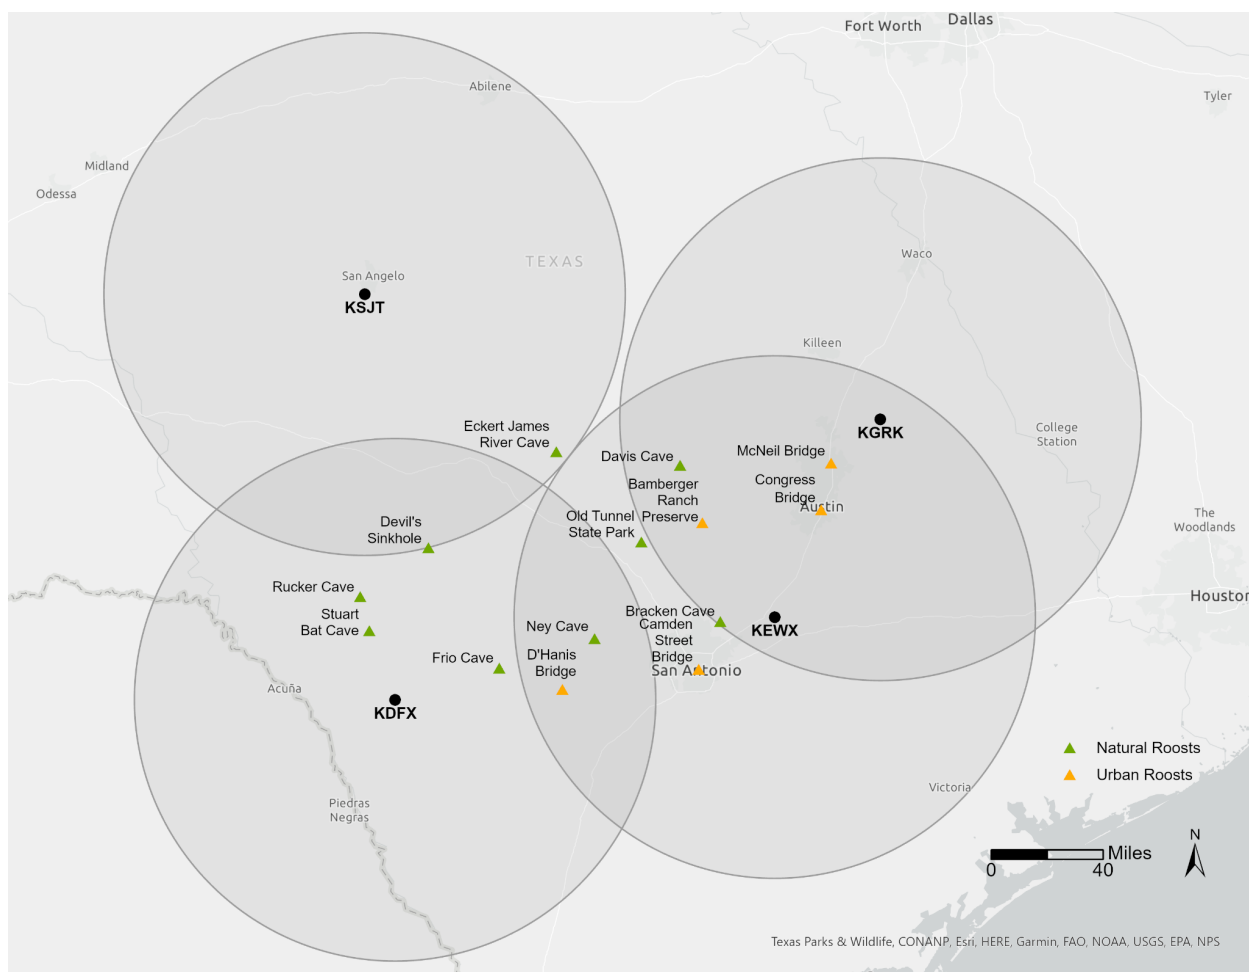 Dallas
Fort Worth
Abilene
Tyler
Midland
Odessa
Waco
TEXAS
San Angelo
KSJT
Killeen
KGRK
College
Station
Eckert James
River Cave
Davis Cave
McNeil Bridge
Bamberger
Ranch
Preserve
Congress
Bridge
Austin
Old Tunnel
State Park
Devil's
Sinkhole
The
Woodlands
Houston
Rucker Cave
Stuart
Bat Cave
Ney Cave
D'Hanis
Bridge
Bracken Cave
Camden
Street
Bridge
KEWX
San Antonio
Frio Cave
Acuña
KDFX
Piedras
Negras
Victoria
Natural Roosts
Urban Roosts
N
Miles
0 40
Texas Parks & Wildlife, CONANP, Esri, HERE, Garmin, FAO, NOAA, USGS, EPA, NPS